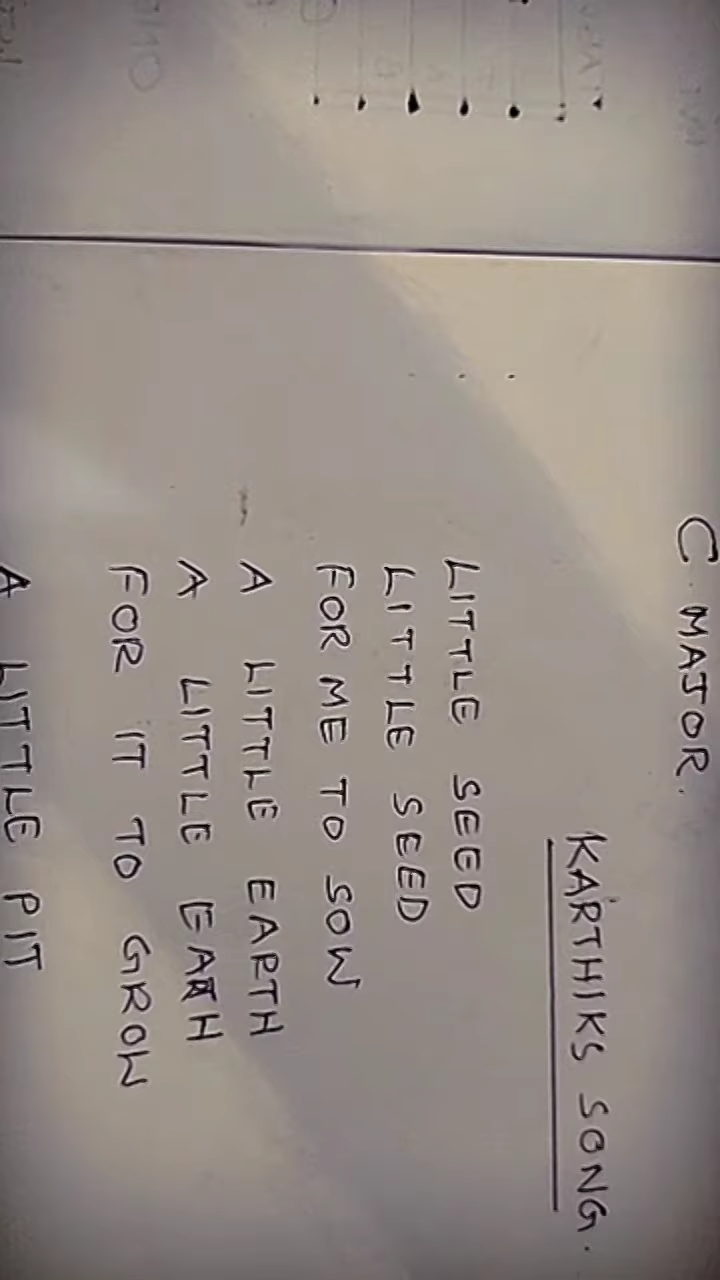 C MAJOR.
KARTHIKS SONG.
LITTLE SEED
LITTLE SEED
FOR ME TO SOW
A LITTLE EARTH
A LITTLE EATH
FOR IT TO GROW
A LITTLE PIT